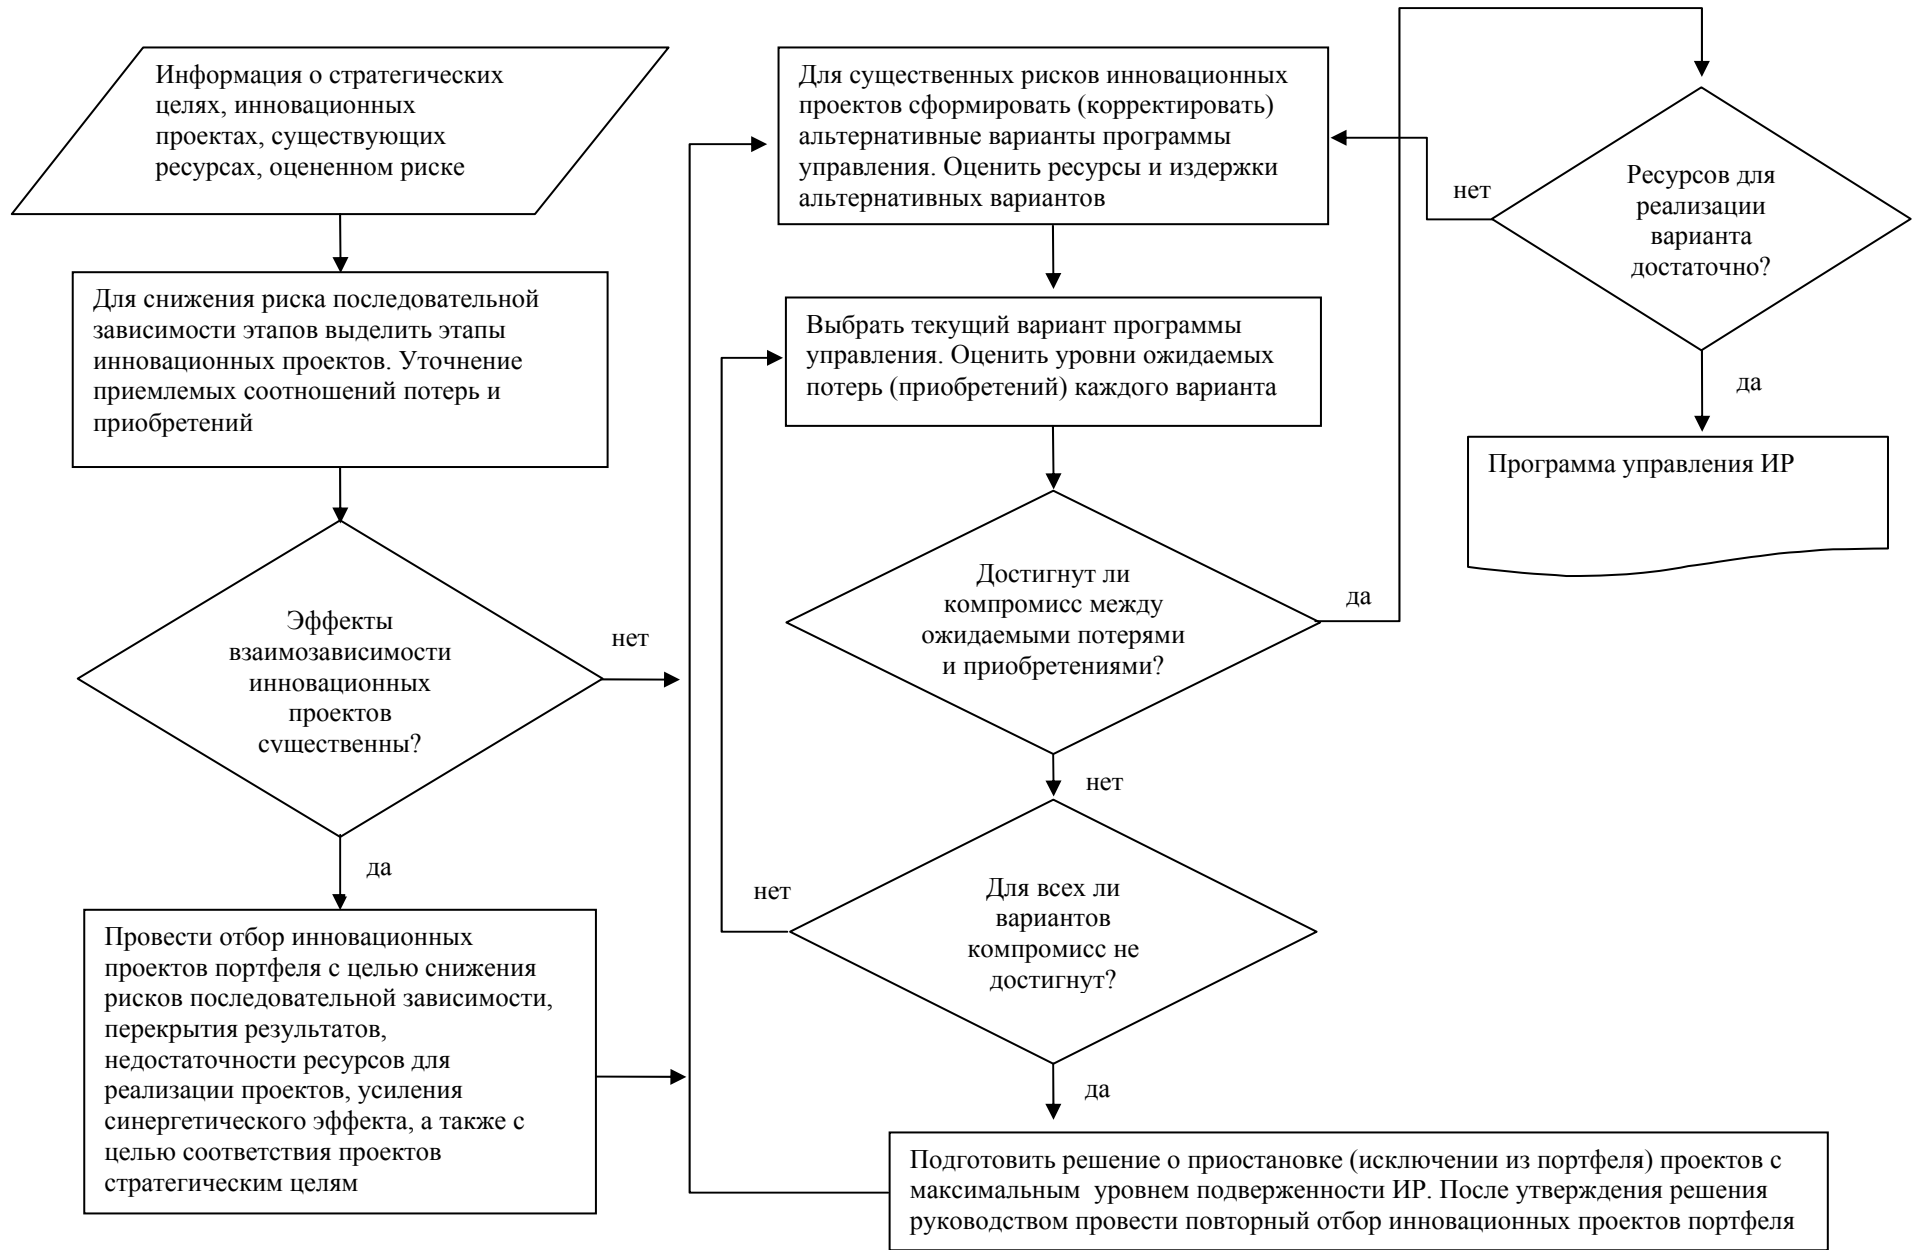 Информация о стратегических
целях, инновационных
проектах, существующих
ресурсах, оцененном риске
Для снижения риска последовательной
зависимости этапов выделить этапы
инновационных проектов. Уточнение
приемлемых соотношений потерь и
приобретений
Эффекты
взаимозависимости
инновационных
проектов
существенны?
нет
да
Провести отбор инновационных
проектов портфеля с целью снижения
рисков последовательной зависимости,
перекрытия результатов,
недостаточности ресурсов для
реализации проектов, усиления
синергетического эффекта, а также с
целью соответствия проектов
стратегическим целям
Для существенных рисков инновационных
проектов сформировать (корректировать)
альтернативные варианты программы
управления. Оценить ресурсы и издержки
альтернативных вариантов
Выбрать текущий вариант программы
управления. Оценить уровни ожидаемых
потерь (приобретений) каждого варианта
Достигнут ли
компромисс между
ожидаемыми потерями
и приобретениями?
да
нет
Для всех ли
вариантов
компромисс не
достигнут?
нет
да
Подготовить решение о приостановке (исключении из портфеля) проектов с
максимальным уровнем подверженности ИР. После утверждения решения
руководством провести повторный отбор инновационных проектов портфеля
Ресурсов для
реализации
варианта
достаточно?
нет
да
Программа управления ИР